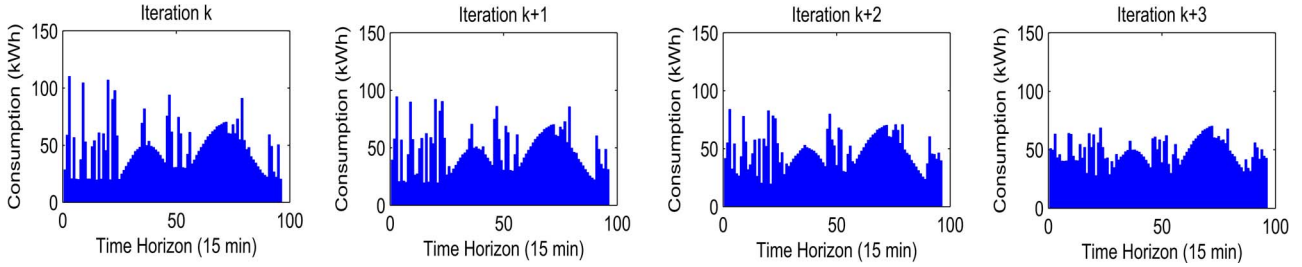 Iteration k
Consumption (kWh)
150
100
50
0
0 50 100
Time Horizon (15 min)
Iteration k+1
Consumption (kWh)
150
100
50
0
0 50 100
Time Horizon (15 min)
Iteration k+2
Consumption (kWh)
150
100
50
0
0 50 100
Time Horizon (15 min)
Iteration k+3
Consumption (kWh)
150
100
50
0
0 50 100
Time Horizon (15 min)